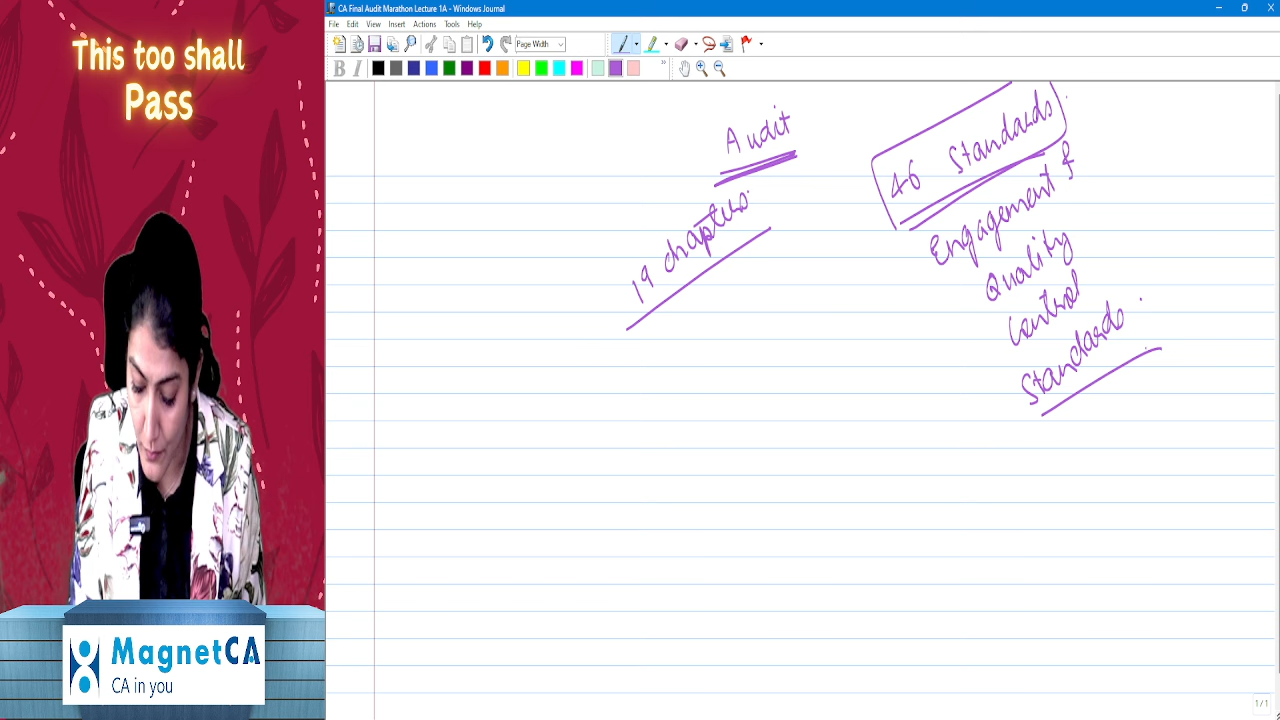 This too shall
Pass
MagnetCA
CA in you
CA Final Audit Marathon Lecture 1A - Windows Journal
File Edit View Insert Actions Tools Help
Page Width
B I
Audit
19 chapters
46 Standards
Engagement &
Quality
Control
Standards.
1/1